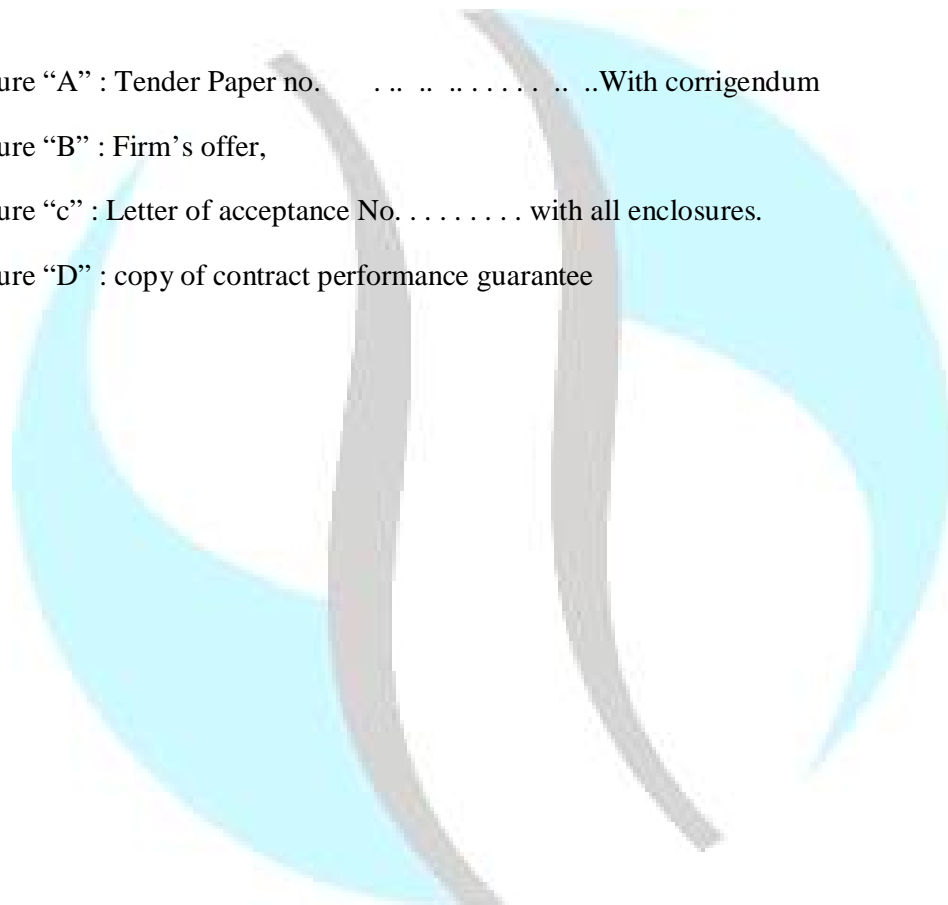 ure “A” : Tender Paper no. . .. .. .. . . . . . .. ..With corrigendum
ure “B” : Firm’s offer,
ure “c” : Letter of acceptance No. . . . . . . . . with all enclosures.
ure “D” : copy of contract performance guarantee